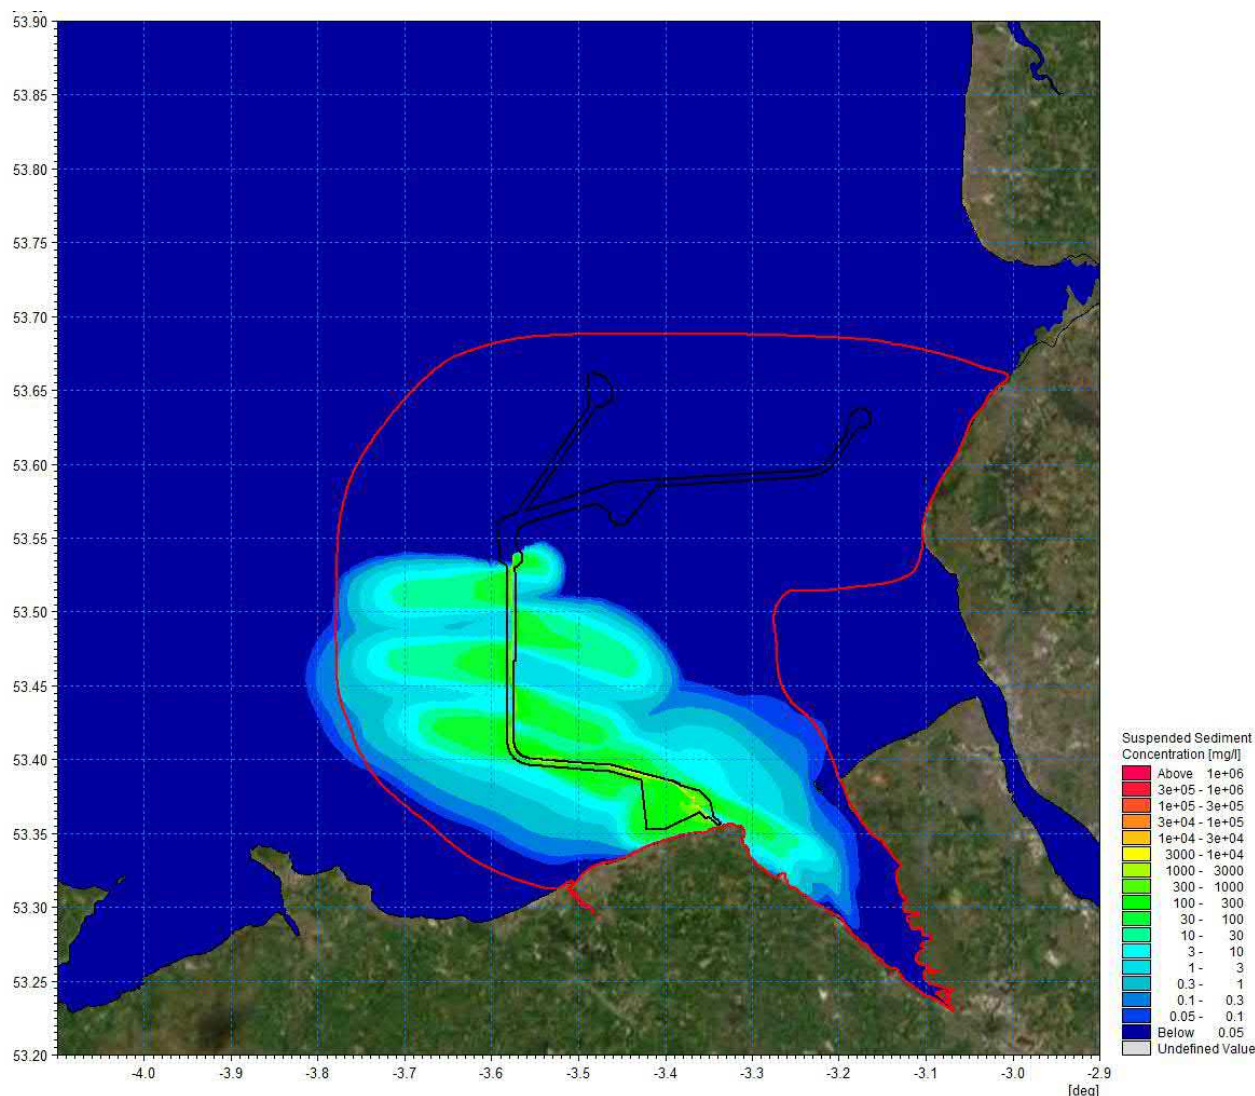 53.90
53.85
53.80
53.75
53.70
53.65
53.60
53.55
53.50
53.45
53.40
53.35
53.30
53.25
53.20
-4.0 -3.9 -3.8 -3.7 -3.6 -3.5 -3.4 -3.3 -3.2 -3.1 -3.0 -2.9
[deg]
Suspended Sediment
Concentration [mg/l]
Above 1e+06
3e+05 - 1e+06
1e+05 - 3e+05
3e+04 - 1e+05
1e+04 - 3e+04
3000 - 1e+04
1000 - 3000
300 - 1000
100 - 300
30 - 100
10 - 30
3 - 10
1 - 3
0.3 - 1
0.1 - 0.3
0.05 - 0.1
Below 0.05
Undefined Value